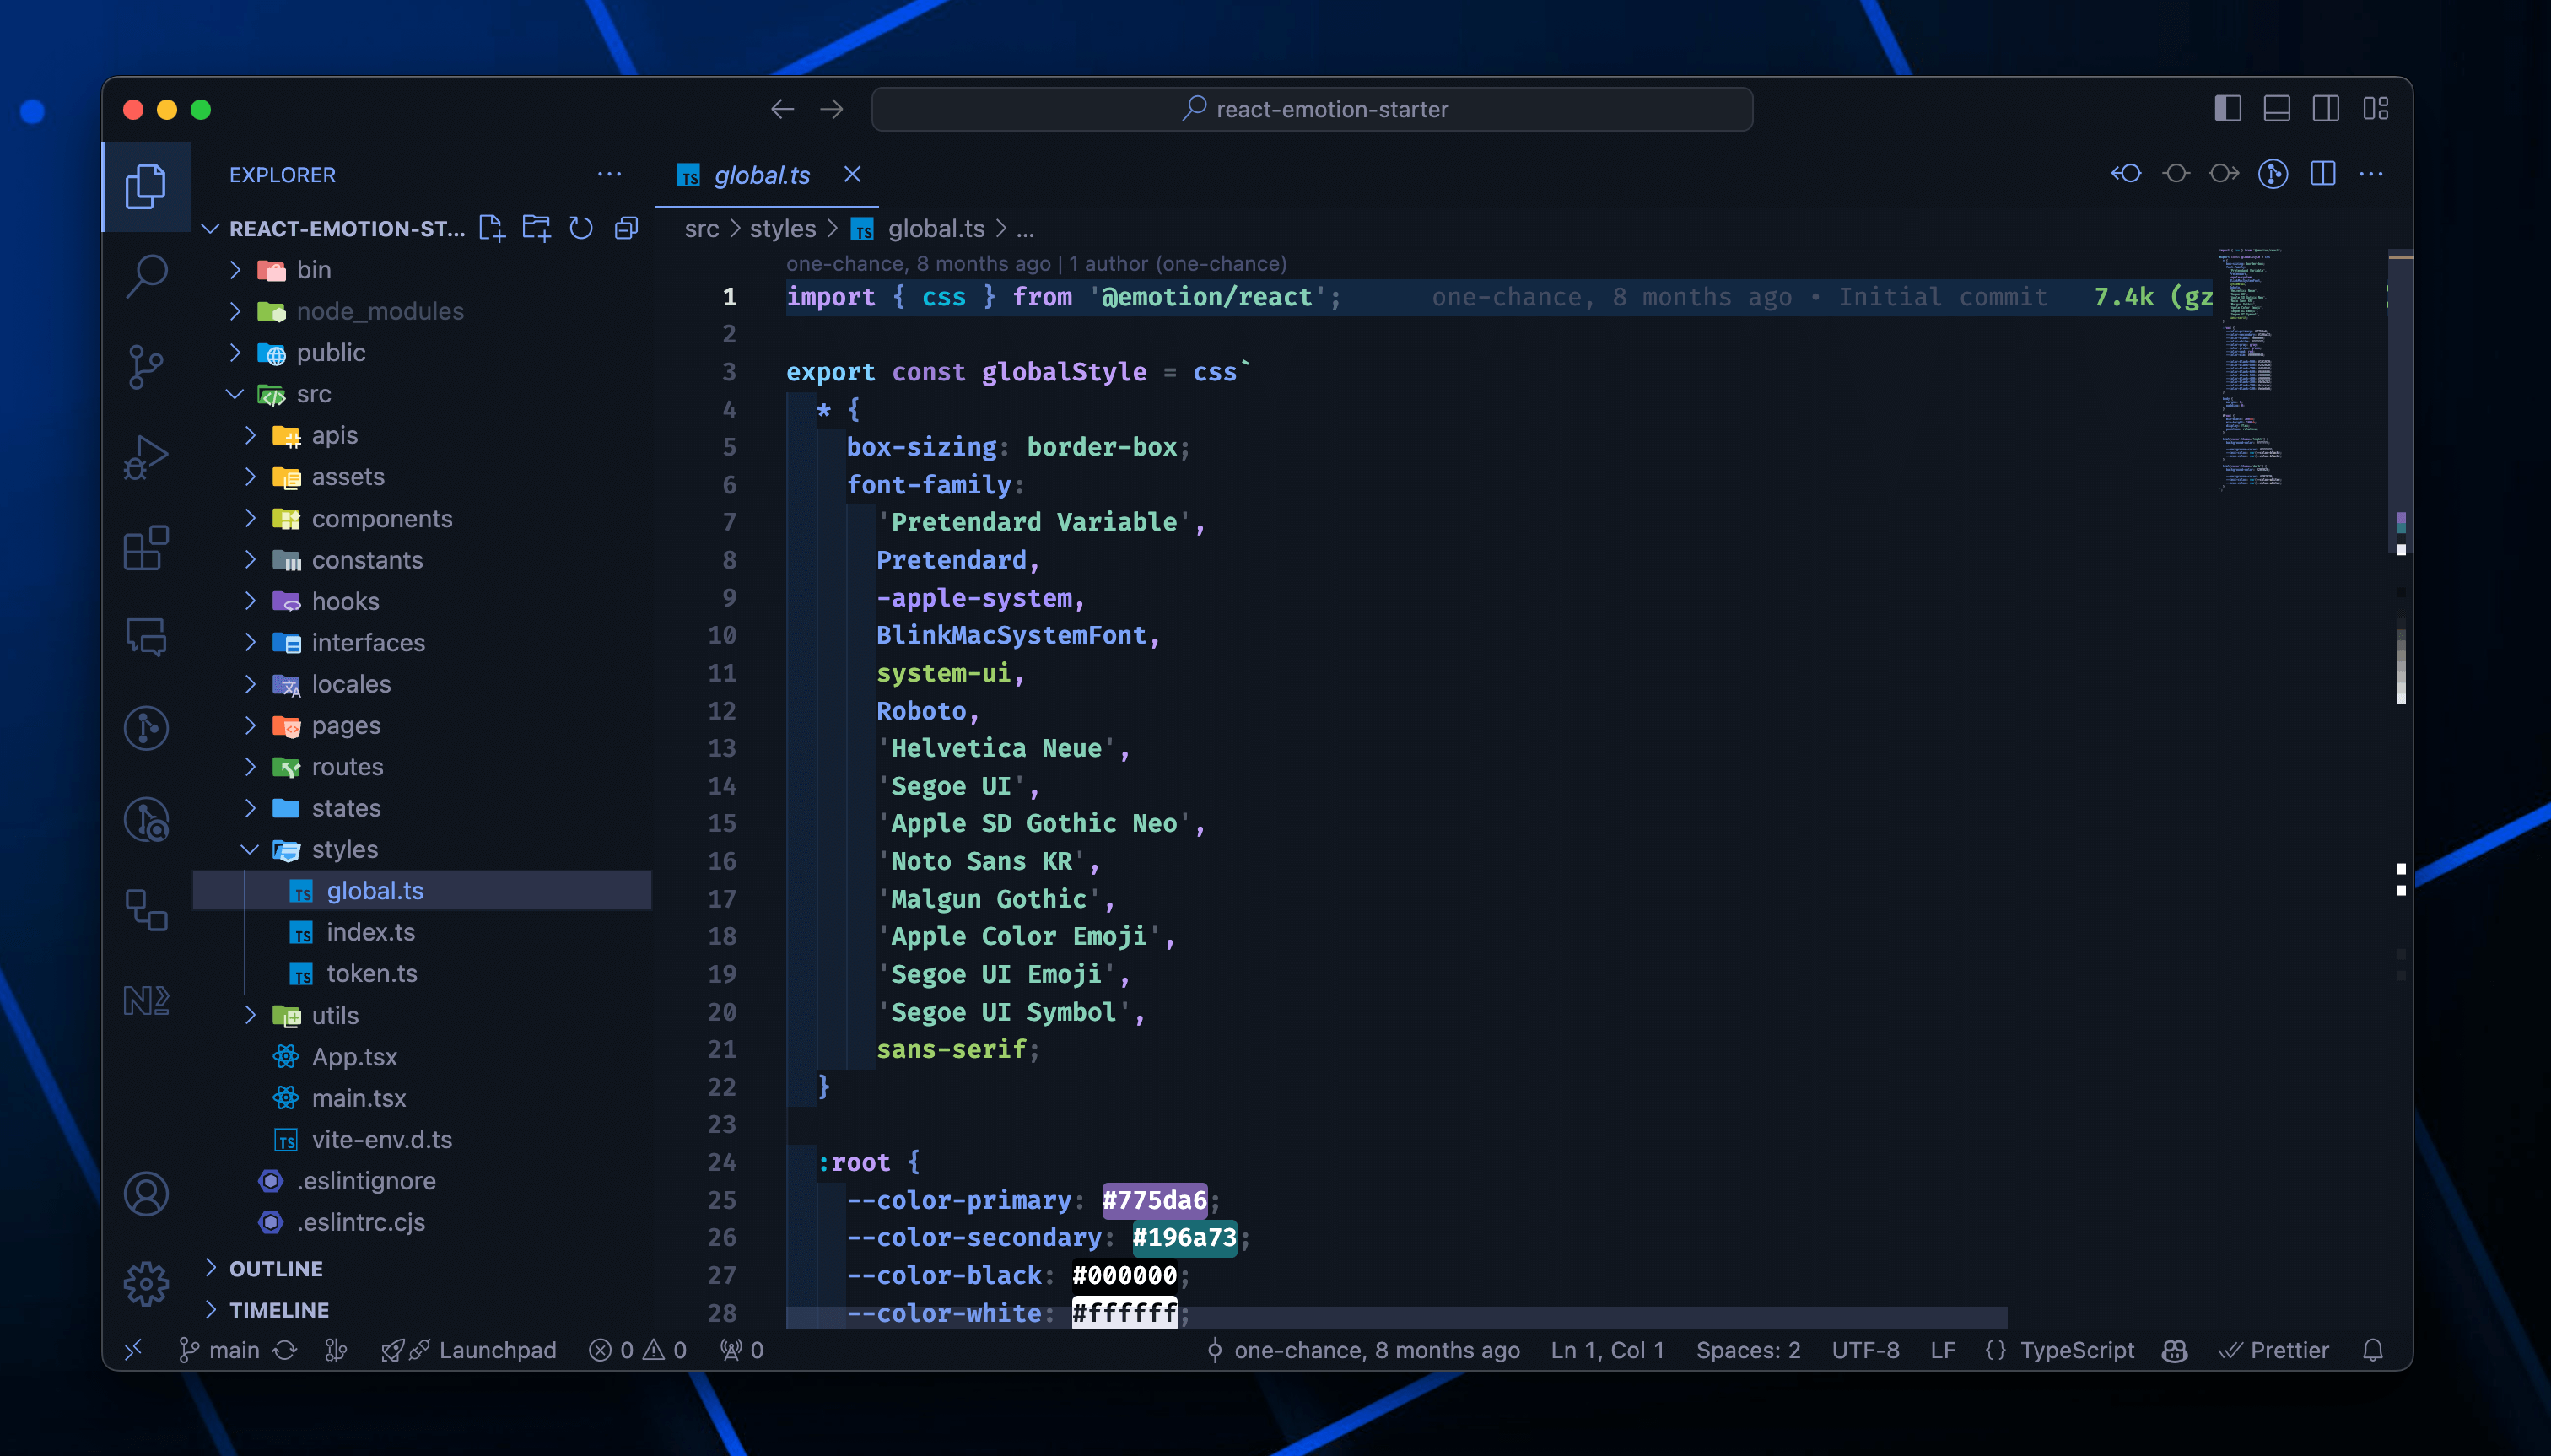 react-emotion-starter
EXPLORER
REACT-EMOTION-ST...
bin
node_modules
public
src
apis
assets
components
constants
hooks
interfaces
locales
pages
routes
states
styles
global.ts
index.ts
token.ts
utils
App.tsx
main.tsx
vite-env.d.ts
.eslintignore
.eslintrc.cjs
OUTLINE
TIMELINE
TS global.ts
src > styles > TS global.ts > ...
one-chance, 8 months ago | 1 author (one-chance)
1 import { css } from '@emotion/react'; one-chance, 8 months ago • Initial commit 7.4k (gz
2
3 export const globalStyle = css`
4 * {
5 box-sizing: border-box;
6 font-family:
7 'Pretendard Variable',
8 Pretendard,
9 -apple-system,
10 BlinkMacSystemFont,
11 system-ui,
12 Roboto,
13 'Helvetica Neue',
14 'Segoe UI',
15 'Apple SD Gothic Neo',
16 'Noto Sans KR',
17 'Malgun Gothic',
18 'Apple Color Emoji',
19 'Segoe UI Emoji',
20 'Segoe UI Symbol',
21 sans-serif;
22 }
23
24 :root {
25 --color-primary: #775da6;
26 --color-secondary: #196a73;
27 --color-black: #000000;
28 --color-white: #ffffff;
main Launchpad 0 0 0 one-chance, 8 months ago Ln 1, Col 1 Spaces: 2 UTF-8 LF {} TypeScript Prettier